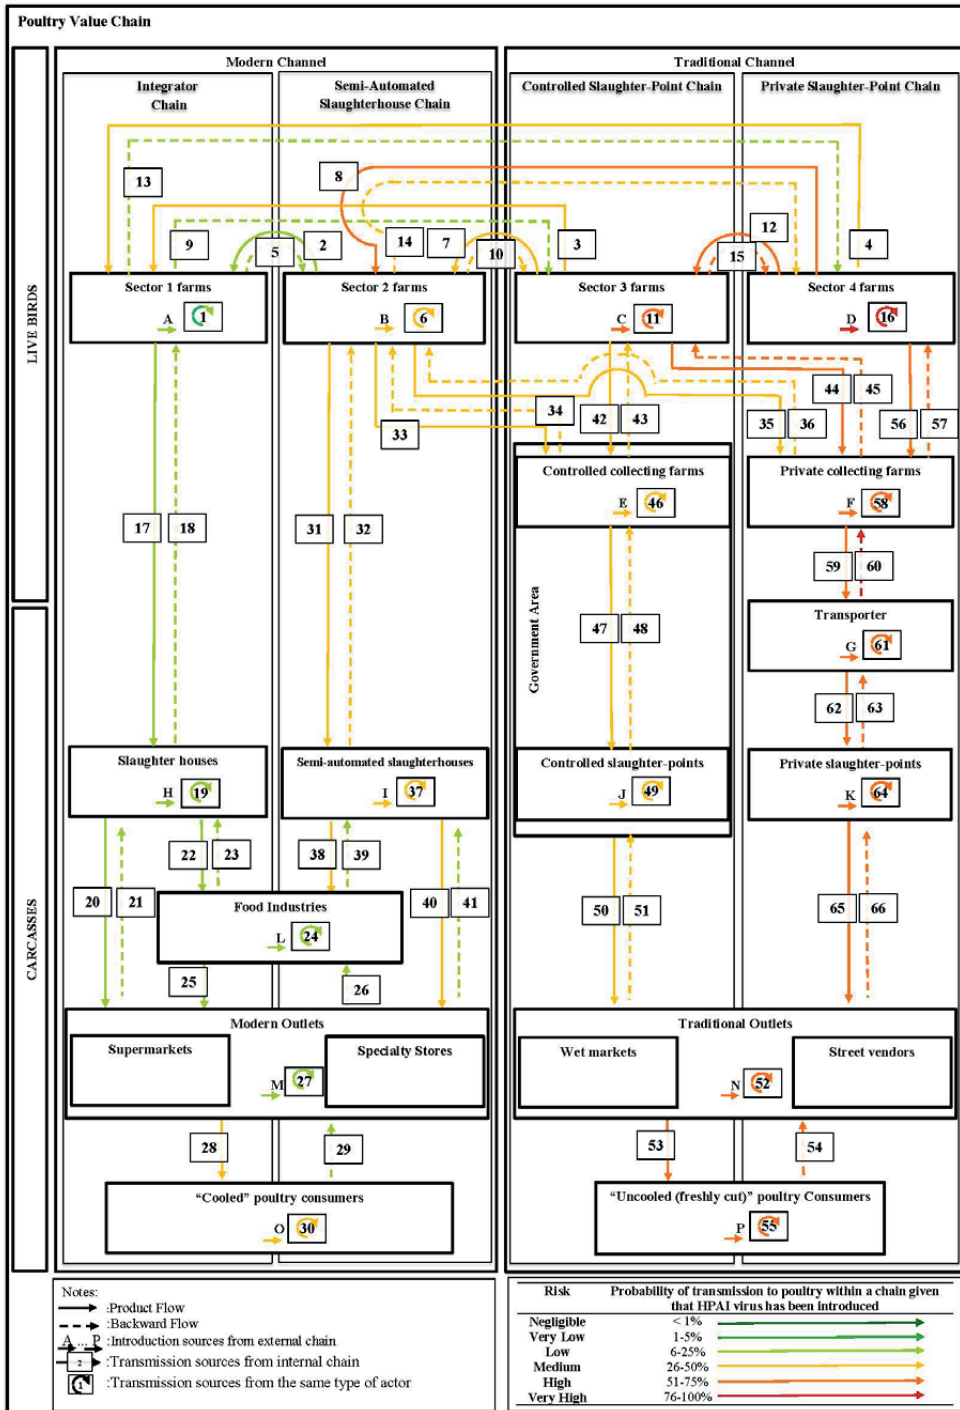 Poultry Value Chain
Modern Channel
Traditional Channel
Integrator
Chain
Semi-Automated
Slaughterhouse Chain
Controlled Slaughter-Point Chain
Private Slaughter-Point Chain
LIVE BIRDS
13
8
9
5
2
14
7
10
3
15
12
4
Sector 1 farms
A
1
Sector 2 farms
B
6
Sector 3 farms
C
11
Sector 4 farms
D
16
33
34
42
43
35
36
44
45
56
57
Controlled collecting farms
E
46
Private collecting farms
F
58
17
18
31
32
59
60
Government Area
47
48
Transporter
G
61
62
63
CARCASSES
Slaughter houses
H
19
Semi-automated slaughterhouses
I
37
Controlled slaughter-points
J
49
Private slaughter-points
K
64
22
23
38
39
20
21
40
41
50
51
65
66
Food Industries
L
24
25
26
Modern Outlets
Supermarkets
Specialty Stores
M
27
Traditional Outlets
Wet markets
Street vendors
N
52
28
29
53
54
“Cooled” poultry consumers
O
30
“Uncooled (freshly cut)” poultry Consumers
P
55
Notes:
:Product Flow
:Backward Flow
A ... P :Introduction sources from external chain
2 :Transmission sources from internal chain
1 :Transmission sources from the same type of actor
Risk Probability of transmission to poultry within a chain given
that HPAI virus has been introduced
Negligible < 1%
Very Low 1-5%
Low 6-25%
Medium 26-50%
High 51-75%
Very High 76-100%